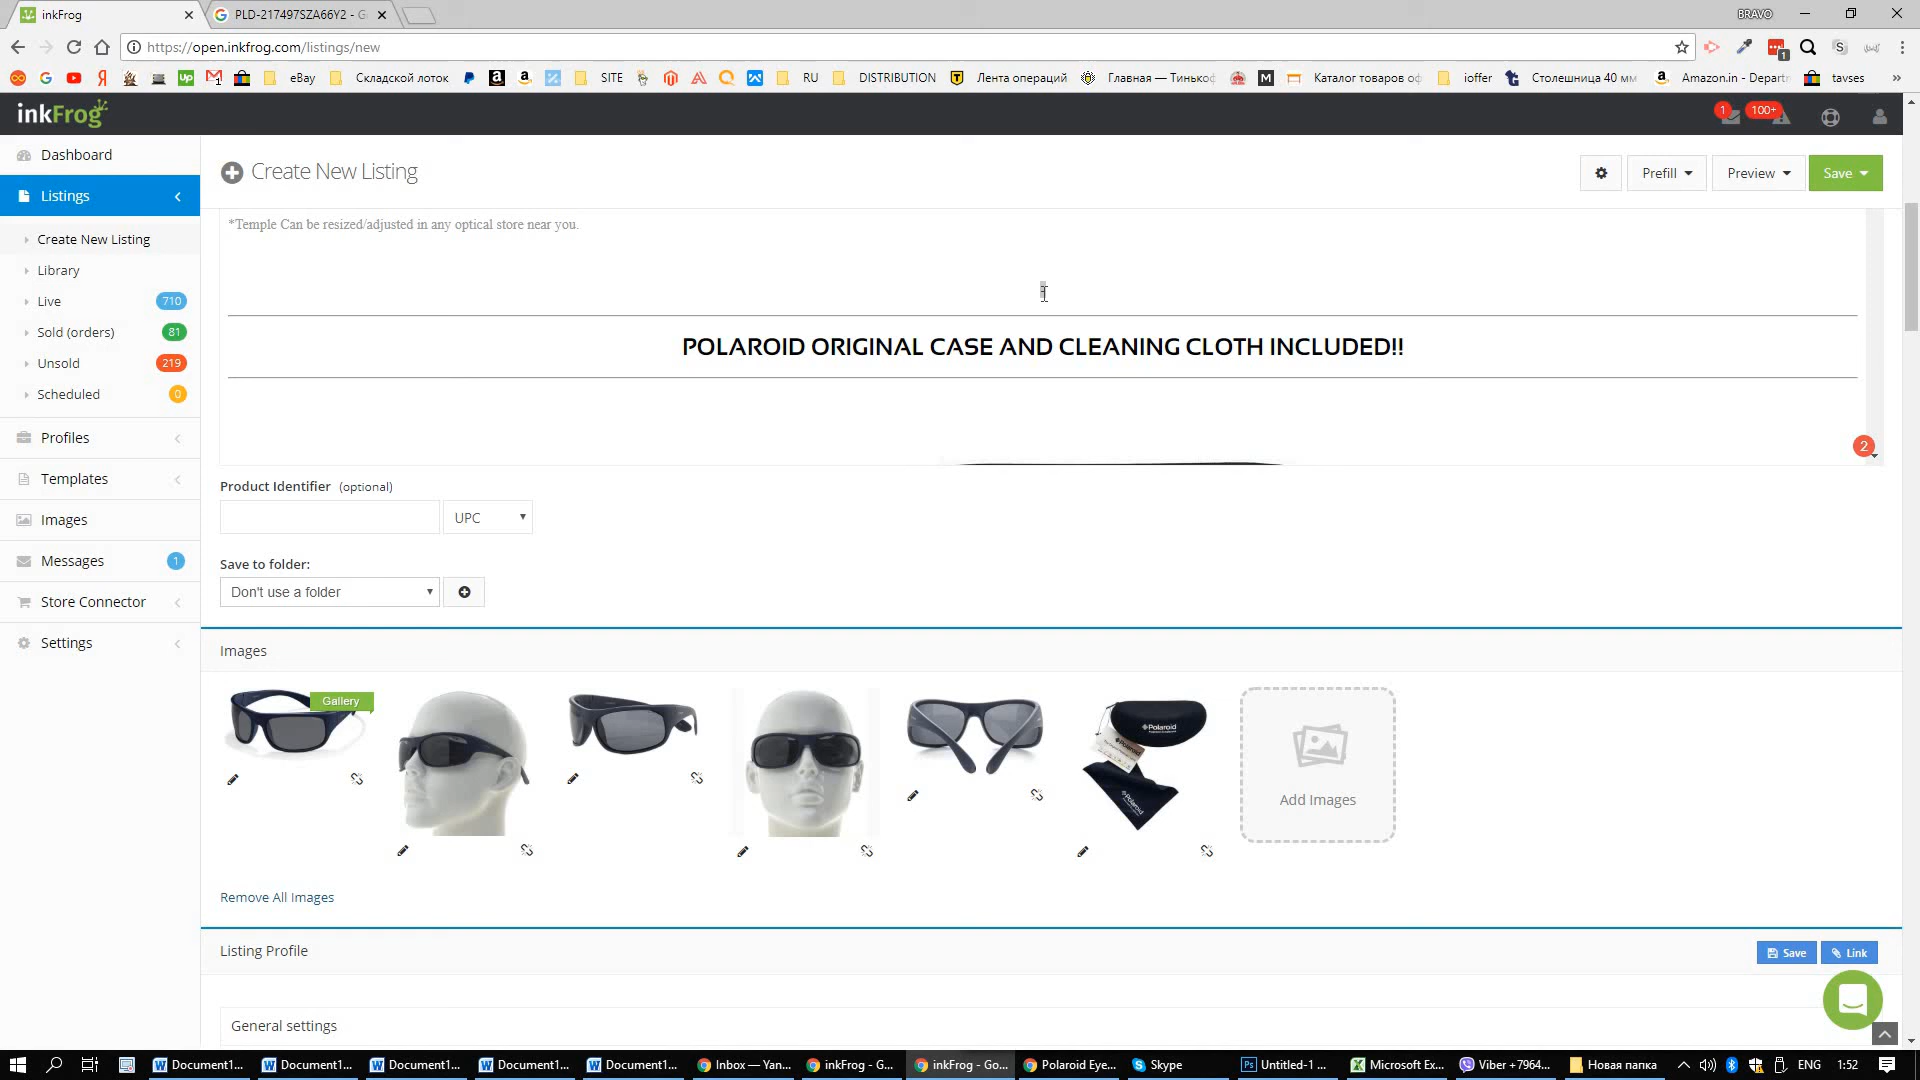 inkFrog
PLD-217497SZA66Y2 - G
BRAVO
https://open.inkfrog.com/listings/new
1
eBay
Складской лоток
SITE
RU
DISTRIBUTION
Лента операций
Главная — Тинько
Каталог товаров оф
ioffer
Столешница 40 мм
Amazon.in - Depart
tavses
inkFrog
1
100+
Dashboard
Listings
Create New Listing
Library
Live 710
Sold (orders) 81
Unsold 219
Scheduled 0
Profiles
Templates
Images
Messages 1
Store Connector
Settings
Create New Listing
Prefill
Preview
Save
*Temple Can be resized/adjusted in any optical store near you.
POLAROID ORIGINAL CASE AND CLEANING CLOTH INCLUDED!!
2
Product Identifier (optional)
UPC
Save to folder:
Don't use a folder
Images
Gallery
Polaroid
Polaroid
Add Images
Remove All Images
Listing Profile
Save
Link
General settings
Document1...
Document1...
Document1...
Document1...
Document1...
Inbox — Yan...
inkFrog - G...
inkFrog - Go...
Polaroid Eye...
Skype
Untitled-1 ...
Microsoft Ex...
Viber +7964...
Новая папка
ENG
1:52